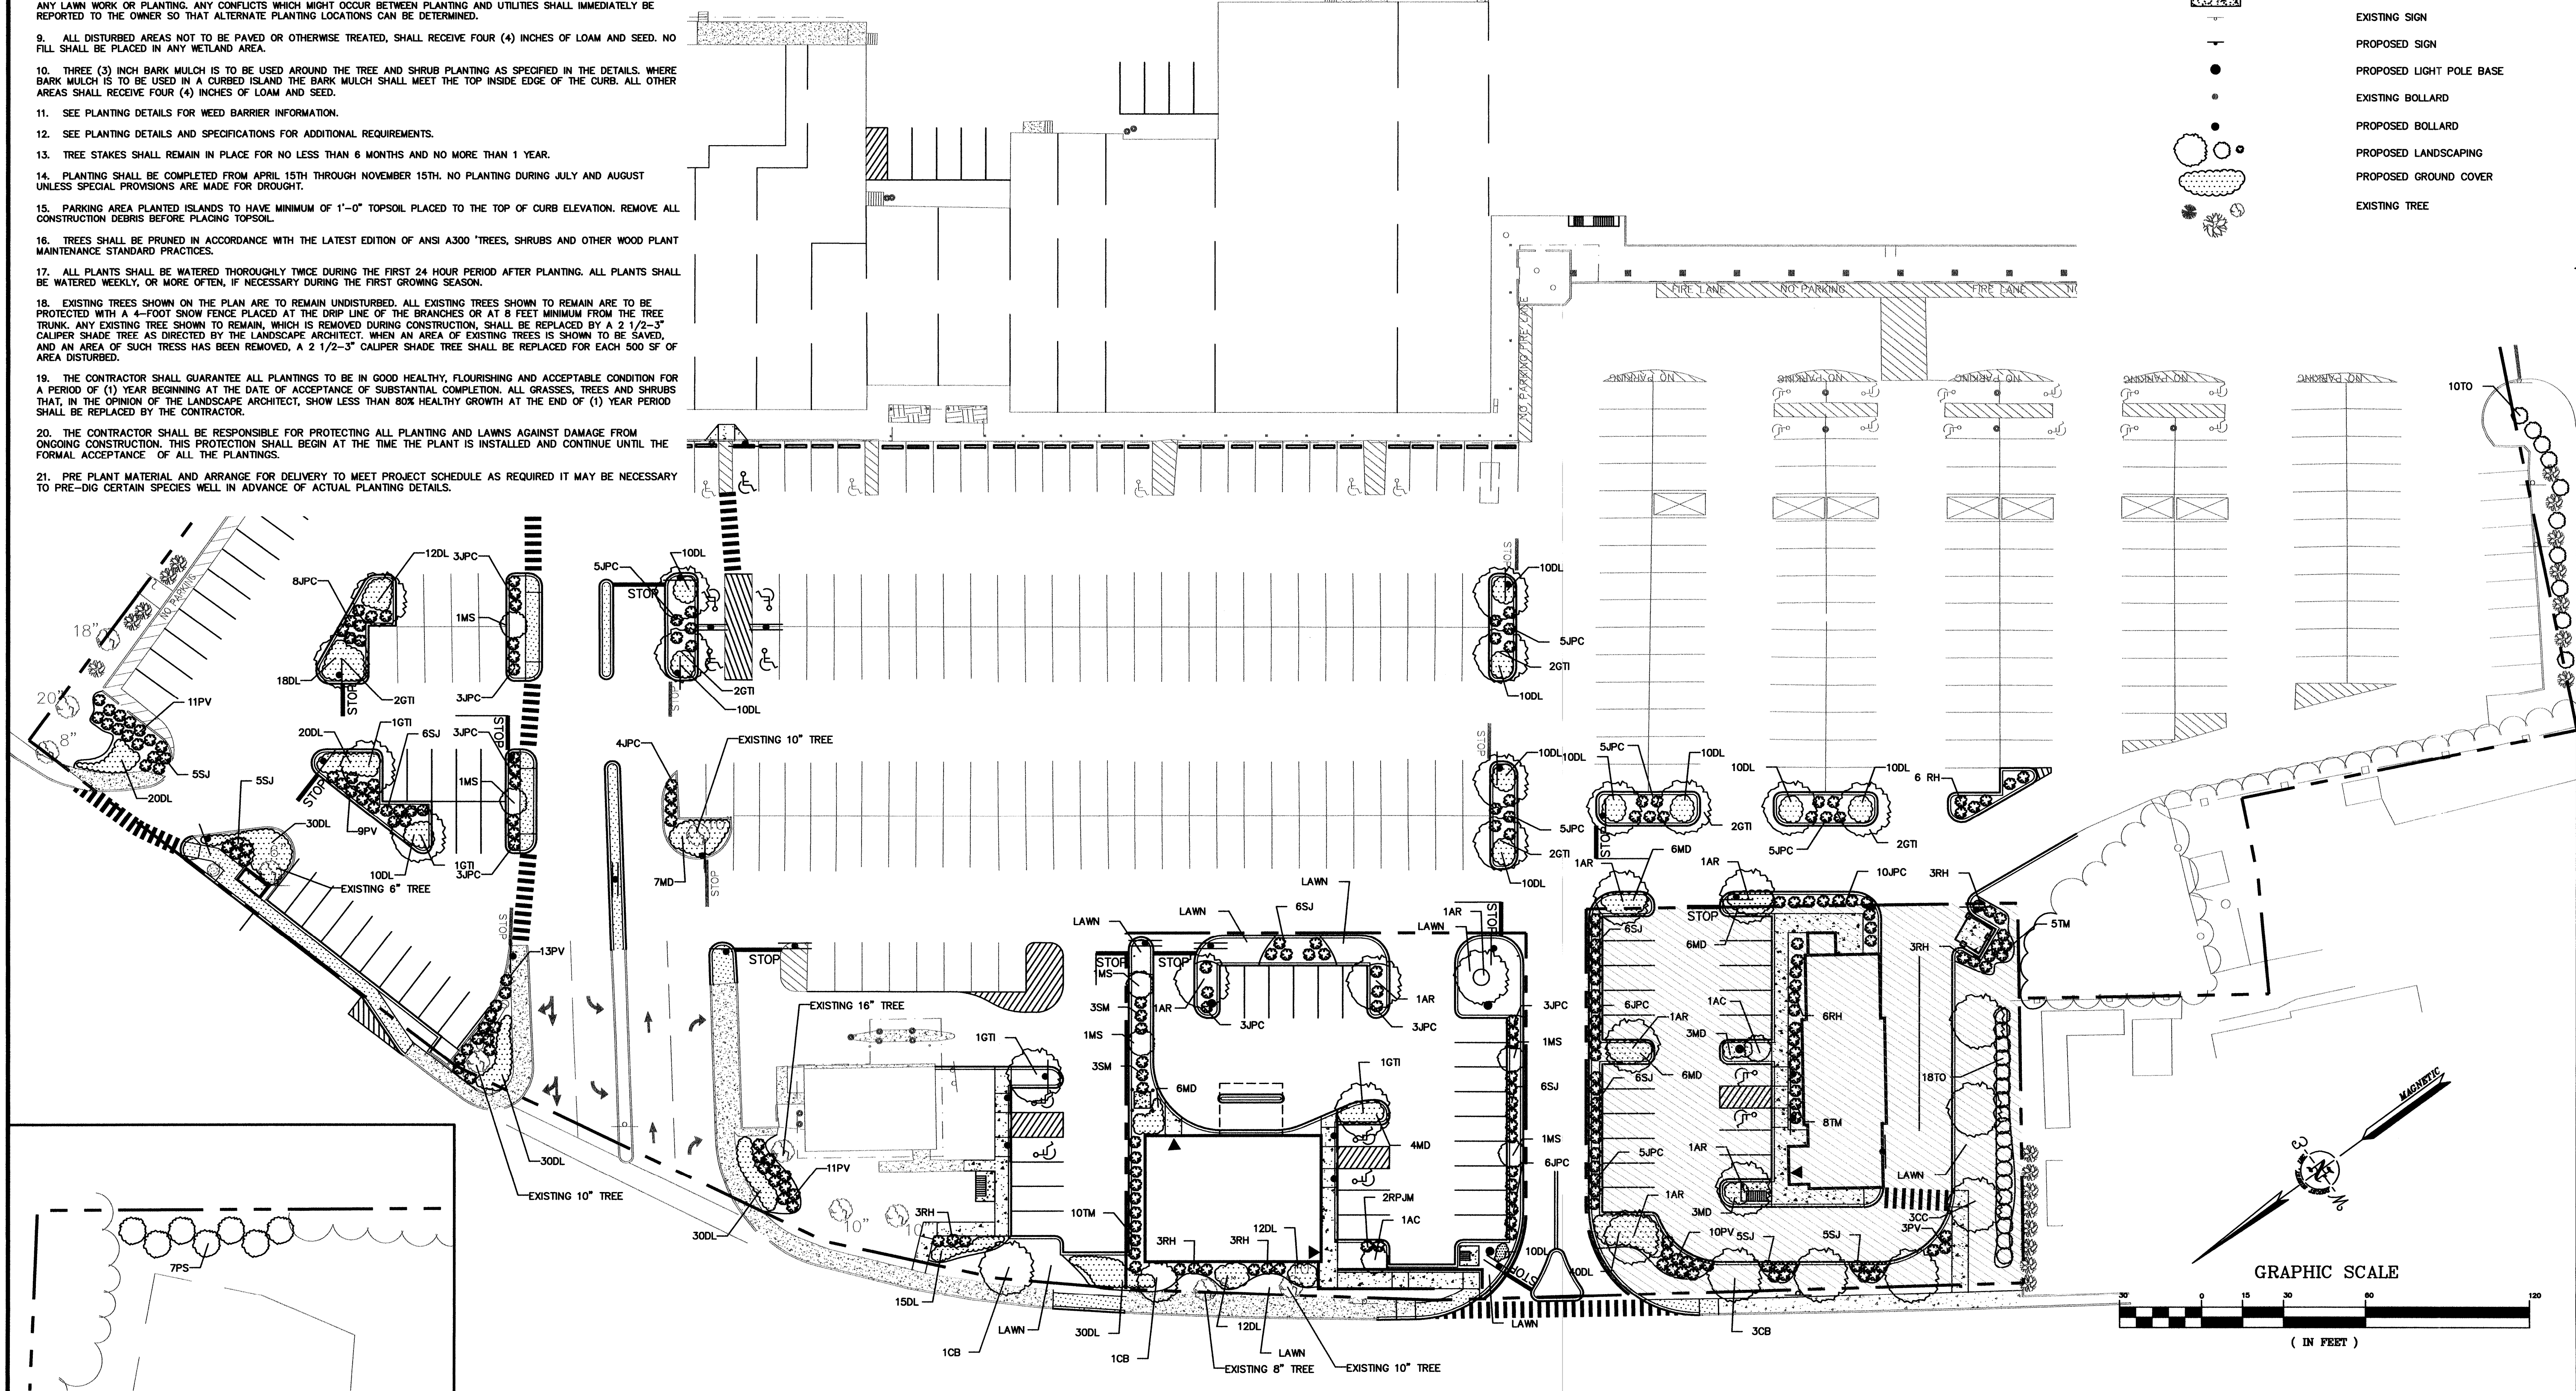 ANY LAWN WORK OR PLANTING. ANY CONFLICTS WHICH MIGHT OCCUR BETWEEN PLANTING AND UTILITIES SHALL IMMEDIATELY BE
REPORTED TO THE OWNER SO THAT ALTERNATE PLANTING LOCATIONS CAN BE DETERMINED.
9. ALL DISTURBED AREAS NOT TO BE PAVED OR OTHERWISE TREATED, SHALL RECEIVE FOUR (4) INCHES OF LOAM AND SEED. NO
FILL SHALL BE PLACED IN ANY WETLAND AREA.
10. THREE (3) INCH BARK MULCH IS TO BE USED AROUND THE TREE AND SHRUB PLANTING AS SPECIFIED IN THE DETAILS. WHERE
BARK MULCH IS TO BE USED IN A CURBED ISLAND THE BARK MULCH SHALL MEET THE TOP INSIDE EDGE OF THE CURB. ALL OTHER
AREAS SHALL RECEIVE FOUR (4) INCHES OF LOAM AND SEED.
11. SEE PLANTING DETAILS FOR WEED BARRIER INFORMATION.
12. SEE PLANTING DETAILS AND SPECIFICATIONS FOR ADDITIONAL REQUIREMENTS.
13. TREE STAKES SHALL REMAIN IN PLACE FOR NO LESS THAN 6 MONTHS AND NO MORE THAN 1 YEAR.
14. PLANTING SHALL BE COMPLETED FROM APRIL 15TH THROUGH NOVEMBER 15TH. NO PLANTING DURING JULY AND AUGUST
UNLESS SPECIAL PROVISIONS ARE MADE FOR DROUGHT.
15. PARKING AREA PLANTED ISLANDS TO HAVE MINIMUM OF 1'-0" TOPSOIL PLACED TO THE TOP OF CURB ELEVATION. REMOVE ALL
CONSTRUCTION DEBRIS BEFORE PLACING TOPSOIL.
16. TREES SHALL BE PRUNED IN ACCORDANCE WITH THE LATEST EDITION OF ANSI A300 'TREES, SHRUBS AND OTHER WOOD PLANT
MAINTENANCE STANDARD PRACTICES.
17. ALL PLANTS SHALL BE WATERED THOROUGHLY TWICE DURING THE FIRST 24 HOUR PERIOD AFTER PLANTING. ALL PLANTS SHALL
BE WATERED WEEKLY, OR MORE OFTEN, IF NECESSARY DURING THE FIRST GROWING SEASON.
18. EXISTING TREES SHOWN ON THE PLAN ARE TO REMAIN UNDISTURBED. ALL EXISTING TREES SHOWN TO REMAIN ARE TO BE
PROTECTED WITH A 4-FOOT SNOW FENCE PLACED AT THE DRIP LINE OF THE BRANCHES OR AT 8 FEET MINIMUM FROM THE TREE
TRUNK. ANY EXISTING TREE SHOWN TO REMAIN, WHICH IS REMOVED DURING CONSTRUCTION, SHALL BE REPLACED BY A 2 1/2-3"
CALIPER SHADE TREE AS DIRECTED BY THE LANDSCAPE ARCHITECT. WHEN AN AREA OF EXISTING TREES IS SHOWN TO BE SAVED,
AND AN AREA OF SUCH TRESS HAS BEEN REMOVED, A 2 1/2-3" CALIPER SHADE TREE SHALL BE REPLACED FOR EACH 500 SF OF
AREA DISTURBED.
19. THE CONTRACTOR SHALL GUARANTEE ALL PLANTINGS TO BE IN GOOD HEALTHY, FLOURISHING AND ACCEPTABLE CONDITION FOR
A PERIOD OF (1) YEAR BEGINNING AT THE DATE OF ACCEPTANCE OF SUBSTANTIAL COMPLETION. ALL GRASSES, TREES AND SHRUBS
THAT, IN THE OPINION OF THE LANDSCAPE ARCHITECT, SHOW LESS THAN 80% HEALTHY GROWTH AT THE END OF (1) YEAR PERIOD
SHALL BE REPLACED BY THE CONTRACTOR.
20. THE CONTRACTOR SHALL BE RESPONSIBLE FOR PROTECTING ALL PLANTING AND LAWNS AGAINST DAMAGE FROM
ONGOING CONSTRUCTION. THIS PROTECTION SHALL BEGIN AT THE TIME THE PLANT IS INSTALLED AND CONTINUE UNTIL THE
FORMAL ACCEPTANCE OF ALL THE PLANTINGS.
21. PRE PLANT MATERIAL AND ARRANGE FOR DELIVERY TO MEET PROJECT SCHEDULE AS REQUIRED IT MAY BE NECESSARY
TO PRE-DIG CERTAIN SPECIES WELL IN ADVANCE OF ACTUAL PLANTING DETAILS.
EXISTING SIGN
PROPOSED SIGN
PROPOSED LIGHT POLE BASE
EXISTING BOLLARD
PROPOSED BOLLARD
PROPOSED LANDSCAPING
PROPOSED GROUND COVER
EXISTING TREE
FIRE LANE
NO PARKING
FIRE LANE
NO PARKING FIRE LANE
NO PARKING
NO PARKING
NO PARKING
NO PARKING
NO PARKING
10TO
NO PARKING
18"
20"
8"
12DL
3JPC
8JPC
1MS
18DL
2GTI
3JPC
STOP
5JPC
10DL
STOP
2GTI
10DL
STOP
STOP
10DL
5JPC
2GTI
10DL
11PV
5SJ
20DL
20DL
1GTI
6SJ
3JPC
STOP
1MS
STOP
9PV
10DL
1GTI
3JPC
5SJ
30DL
EXISTING 6" TREE
4JPC
EXISTING 10" TREE
7MD
STOP
STOP
10DL
5JPC
2GTI
10DL
10DL
5JPC
10DL
2GTI
STOP
10DL
10DL
5JPC
2GTI
6 RH
STOP
13PV
30DL
EXISTING 10" TREE
STOP
EXISTING 16" TREE
1GTI
11PV
30DL
10"
10
3RH
15DL
1CB
LAWN
30DL
LAWN
LAWN
6SJ
LAWN
1AR
LAWN
STOP
STOP
STOP
1MS
3SM
1AR
3JPC
1AR
3JPC
1MS
3SM
6MD
1GTI
4MD
3JPC
1MS
6SJ
1MS
6JPC
2RPJM
1AC
10TM
3RH
3RH
12DL
1CB
12DL
LAWN
EXISTING 8" TREE
EXISTING 10" TREE
10DL
STOP
LAWN
1AR
6MD
1AR
10JPC
3RH
STOP
6SJ
6MD
3RH
5TM
6JPC
1AR
1AC
3MD
6RH
6SJ
6MD
18TO
8TM
1AR
5JPC
LAWN
1AR
3MD
3CC
3PV
10PV
5SJ
5SJ
40DL
3CB
7PS
MAGNETIC
GRAPHIC SCALE
30'
0
15
30
60
120
( IN FEET )